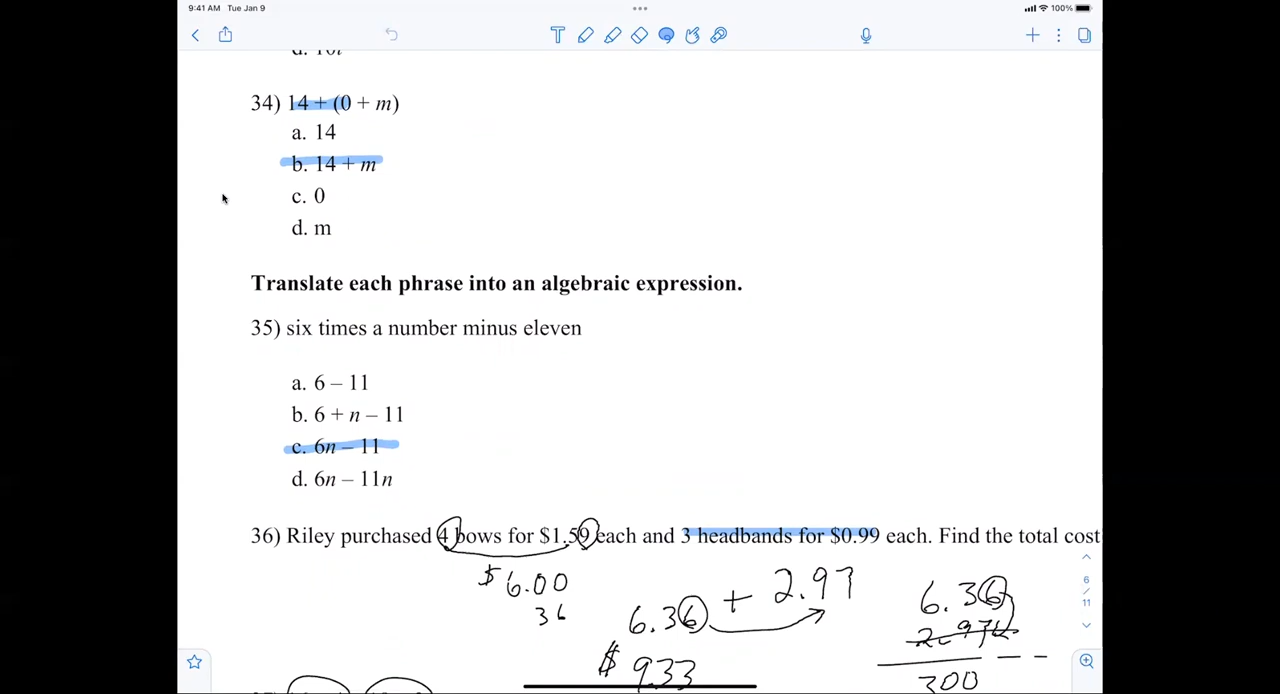 9:41 AM Tue Jan 9
100%
34) 14 + (0 + m)
a. 14
b. 14 + m
c. 0
d. m
Translate each phrase into an algebraic expression.
35) six times a number minus eleven
a. 6 – 11
b. 6 + n – 11
c. 6n – 11
d. 6n – 11n
36) Riley purchased 4 bows for $1.59 each and 3 headbands for $0.99 each. Find the total cost
$6.00
36
6.36 + 2.97
$ 9.33
6.36
300
6
/
11